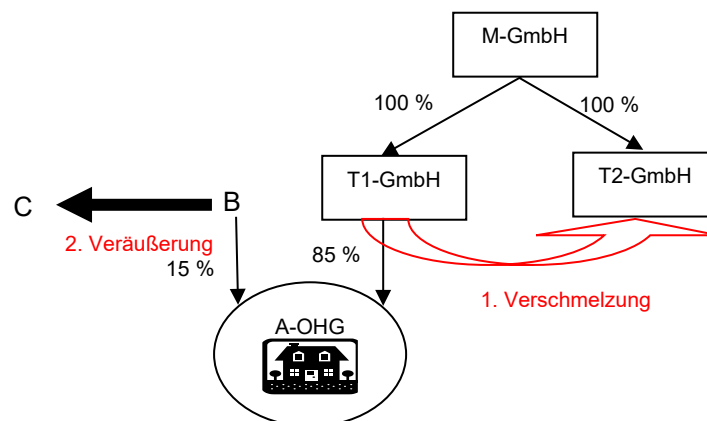 M-GmbH
100 %
100 %
T1-GmbH
T2-GmbH
C
B
2. Veräußerung
15 %
85 %
1. Verschmelzung
A-OHG